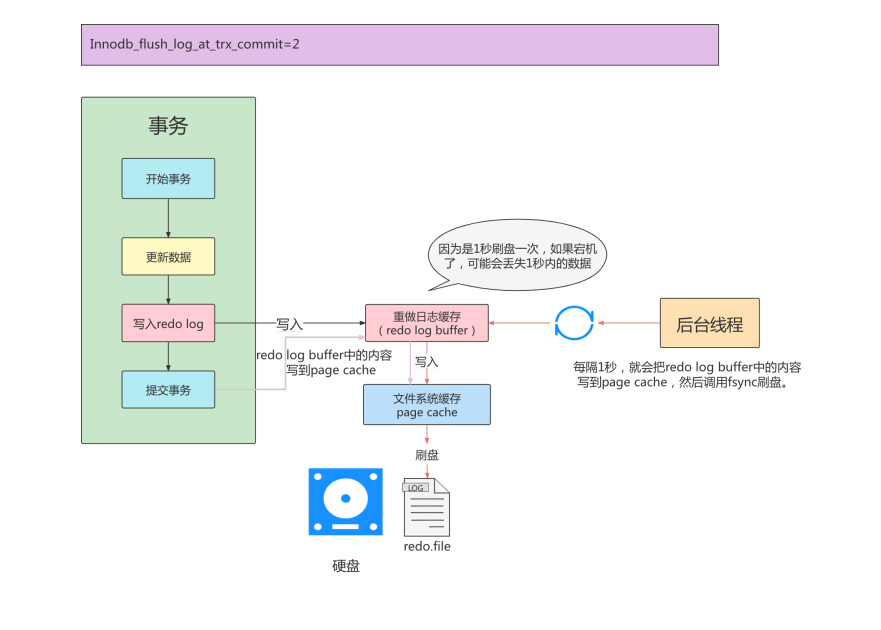 Innodb_flush_log_at_trx_commit=2
事务
开始事务
更新数据
写入redo log
提交事务
写入
redo log buffer中的内容
写到page cache
因为是1秒刷盘一次，如果宕机
了，可能会丢失1秒内的数据
重做日志缓存
（ redo log buffer）
写入
文件系统缓存
page cache
刷盘
LOG
redo.file
硬盘
后台线程
每隔1秒，就会把redo log buffer中的内容
写到page cache，然后调用fsync刷盘。